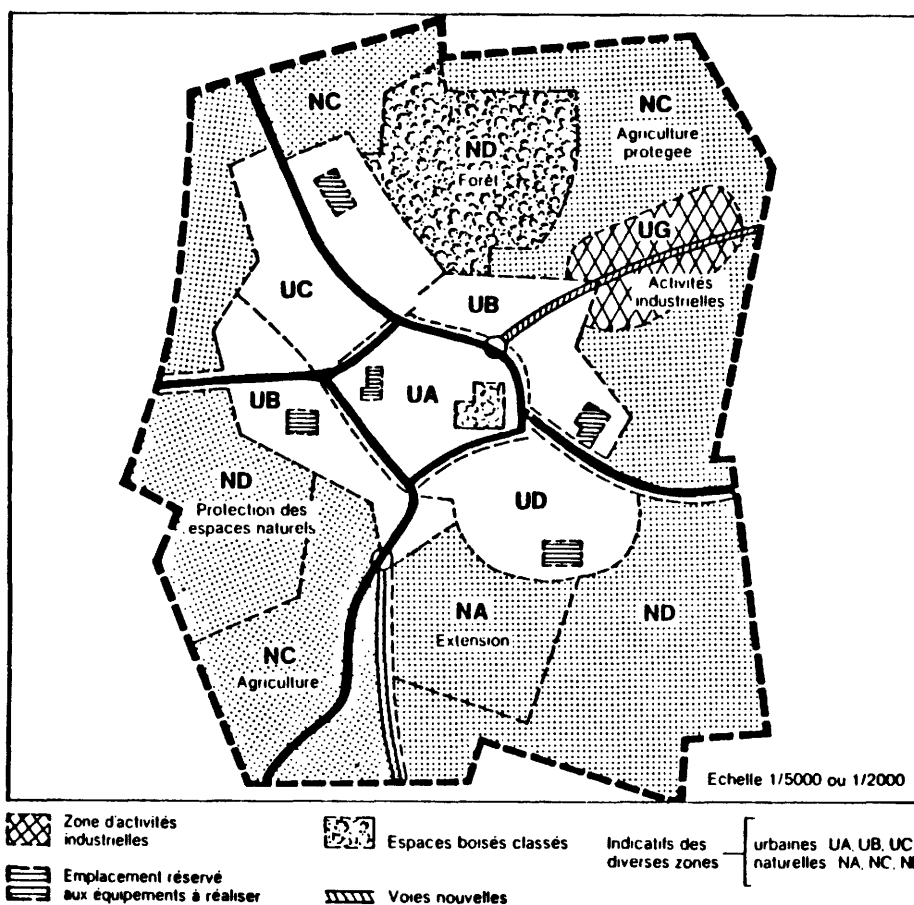 NC
NC
Agriculture
protegée
ND
Forêt
UG
Activités
industrielles
UC
UB
UB
UA
ND
Protection des
espaces naturels
UD
NA
Extension
ND
NC
Agriculture
Echelle 1/5000 ou 1/2000
Zone d'activités
industrielles
Espaces boisés classés
Indicatifs des
diverses zones
urbaines UA, UB, UC
naturelles NA, NC,
Emplacement réservé
aux équipements à réaliser
Voies nouvelles